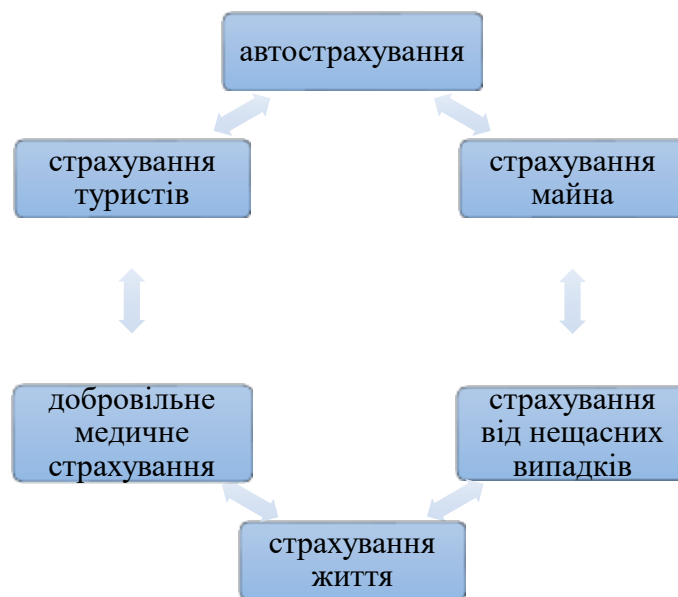 автострахування
страхування
туристів
страхування
майна
добровільне
медичне
страхування
страхування
від нещасних
випадків
страхування
життя